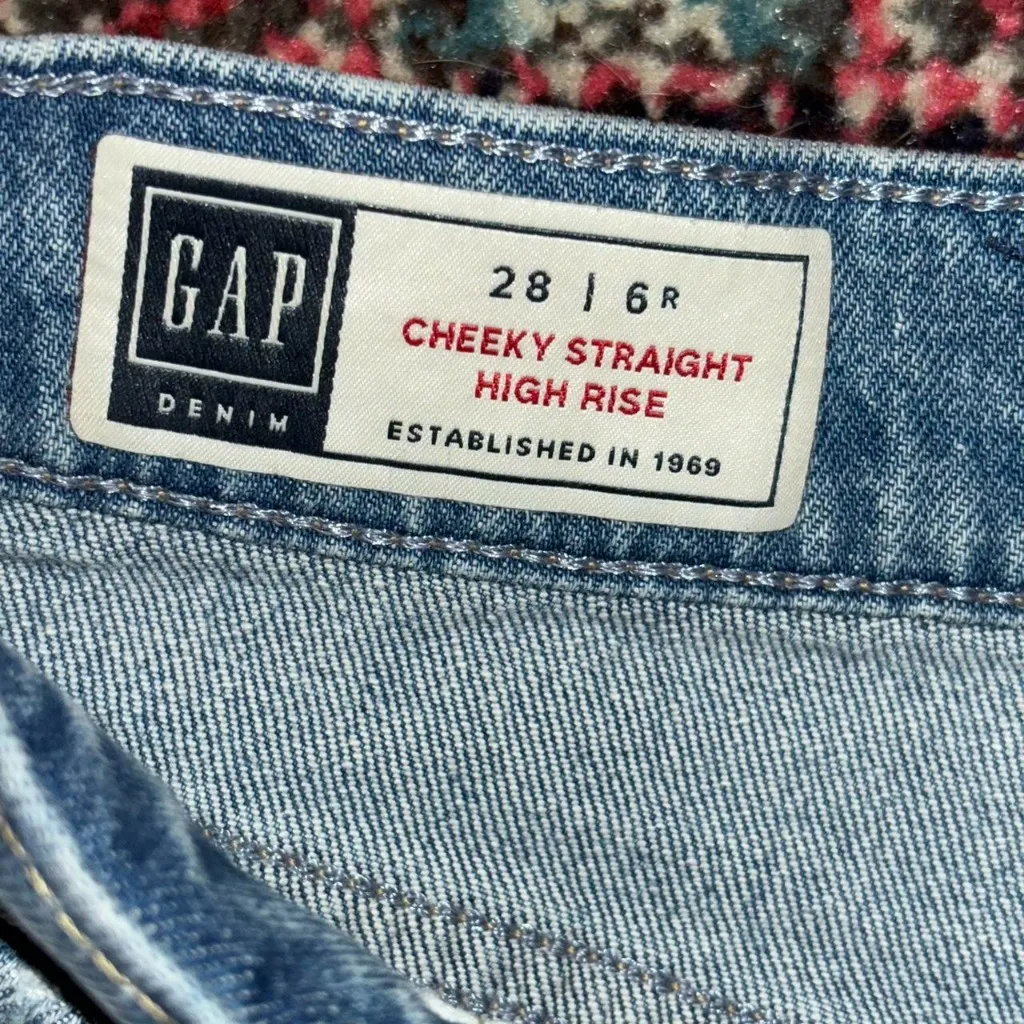 GAP
DENIM
28 | 6R
CHEEKY STRAIGHT
HIGH RISE
ESTABLISHED IN 1969